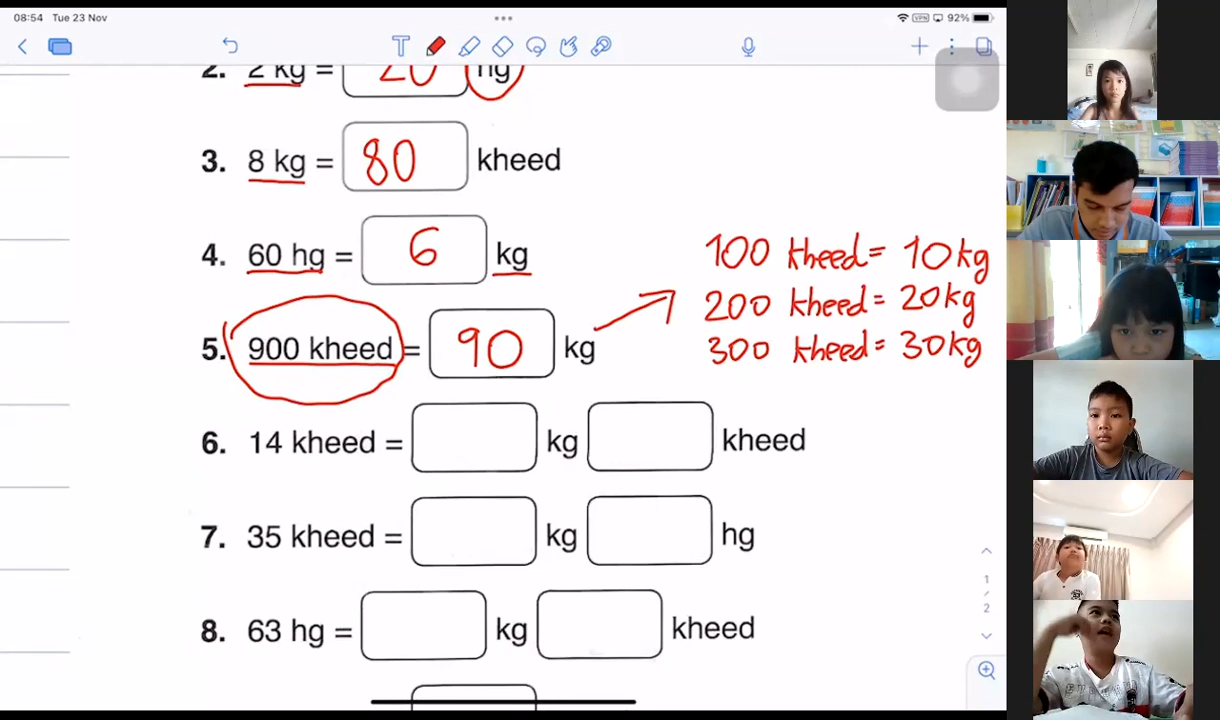 08:54 Tue 23 Nov
VPN 92%
T
2. 2 kg = 20 hg
3. 8 kg = 80 kheed
4. 60 hg = 6 kg
100 kheed = 10 kg
200 kheed = 20 kg
300 kheed = 30 kg
5. 900 kheed = 90 kg
6. 14 kheed = kg kheed
7. 35 kheed = kg hg
8. 63 hg = kg kheed
1
/
2